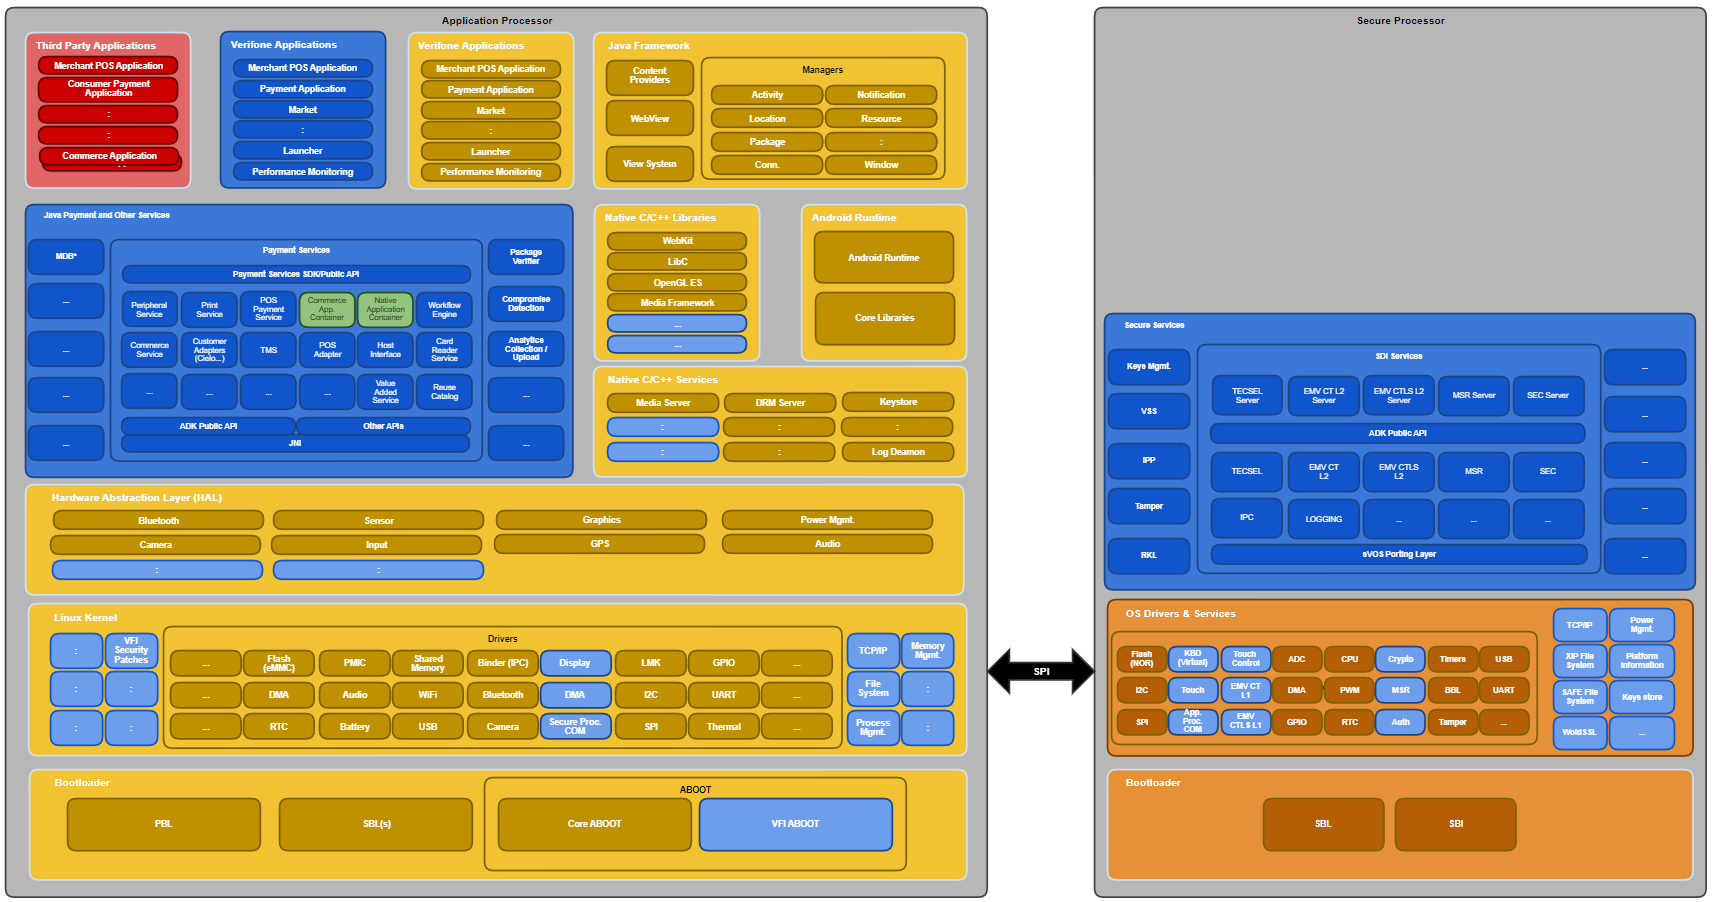 Application Processor
Third Party Applications
Merchant POS Application
Consumer Payment
Application
:
:
Commerce Application
Verifone Applications
Merchant POS Application
Payment Application
Market
:
Launcher
Performance Monitoring
Verifone Applications
Merchant POS Application
Payment Application
Market
:
Launcher
Performance Monitoring
Java Framework
Content
Providers
WebView
View System
Managers
Activity
Notification
Location
Resource
Package
:
Conn.
Window
Java Payment and Other Services
MDB*
...
...
...
...
Payment Services
Payment Services SDK/Public API
Peripheral
Service
Print
Service
POS
Payment
Service
Commerce
App.
Container
Native
Application
Container
Workflow
Engine
Commerce
Service
Customer
Adapters
(Cielo...)
TMS
POS
Adapter
Host
Interface
Card
Reader
Service
...
...
...
...
Value
Added
Service
Reuse
Catalog
ADK Public API
Other APIs
JNI
Package
Verifier
Compromise
Detection
Analytics
Collection /
Upload
...
...
Native C/C++ Libraries
WebKit
LibC
OpenGL ES
Media Framework
...
...
Android Runtime
Android Runtime
Core Libraries
Native C/C++ Services
Media Server
DRM Server
Keystore
:
:
:
:
:
Log Deamon
Hardware Abstraction Layer (HAL)
Bluetooth
Sensor
Graphics
Power Mgmt.
Camera
Input
GPS
Audio
:
:
Linux Kernel
:
VFI
Security
Patches
:
:
:
:
Drivers
...
Flash
(eMMC)
PMIC
Shared
Memory
Binder (IPC)
Display
LMK
GPIO
...
...
DMA
Audio
WiFi
Bluetooth
DMA
I2C
UART
...
...
RTC
Battery
USB
Camera
Secure Proc.
COM
SPI
Thermal
...
TCP/IP
Memory
Mgmt.
File
System
:
Process
Mgmt.
:
Bootloader
PBL
SBL(s)
ABOOT
Core ABOOT
VFI ABOOT
SPI
Secure Processor
Secure Services
Keys Mgmt.
VSS
IPP
Tamper
RKL
SDI Services
TECSEL
Server
EMV CT L2
Server
EMV CTLS L2
Server
MSR Server
SEC Server
ADK Public API
TECSEL
EMV CT
L2
EMV CTLS
L2
MSR
SEC
IPC
LOGGING
...
...
...
sVOS Porting Layer
...
...
...
...
...
OS Drivers & Services
Flash
(NOR)
KBD
(Virtual)
Touch
Control
ADC
CPU
Crypto
Timers
USB
I2C
Touch
EMV CT
L1
DMA
PWM
MSR
BBL
UART
SPI
App.
Proc.
COM
EMV
CTLS L1
GPIO
RTC
Auth
Tamper
...
TCP/IP
Power
Mgmt.
XIP File
System
Platform
Information
SAFE File
System
Keys store
WoldSSL
...
Bootloader
SBL
SBI